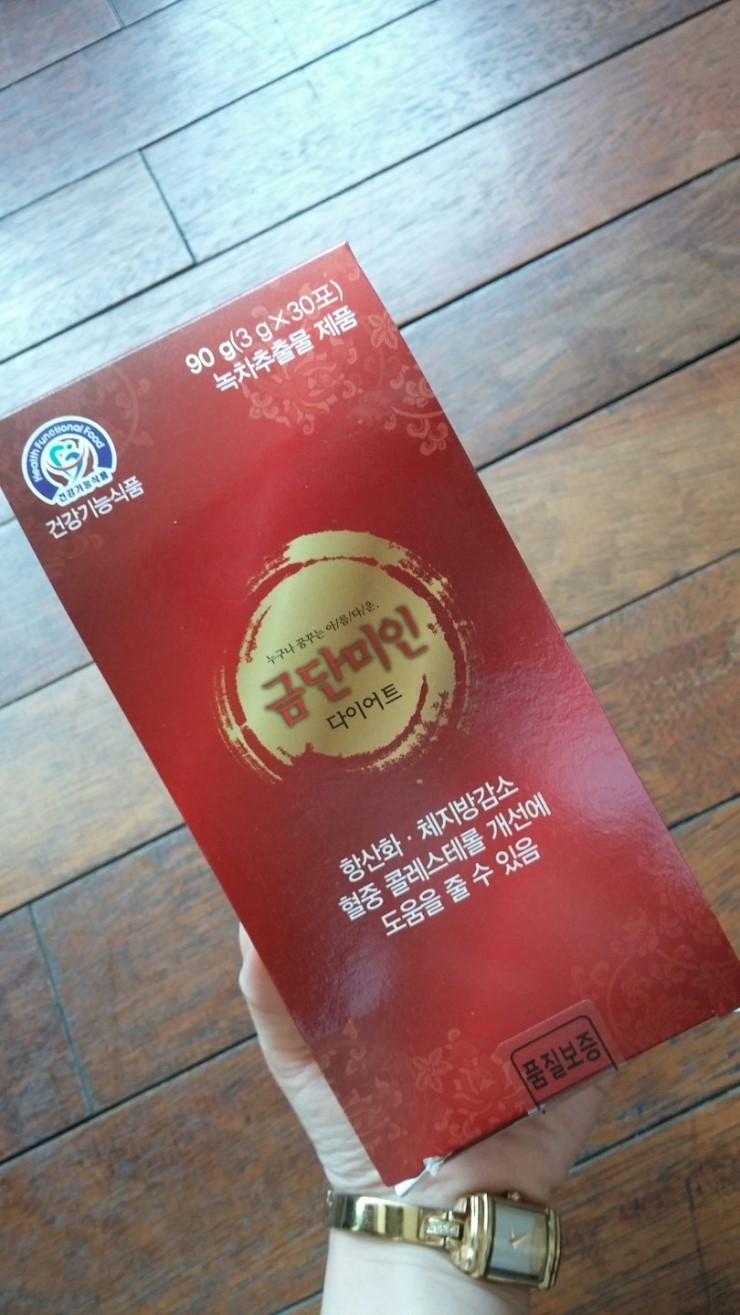 90 g(3 g×30포)
녹차추출물 제품
Health Functional Food
건강기능식품
건강기능식품
누구나 꿈꾸는 아/름/다/운.
금단미인
다이어트
항산화 · 체지방감소
혈중 콜레스테롤 개선에
도움을 줄 수 있음
품질보증